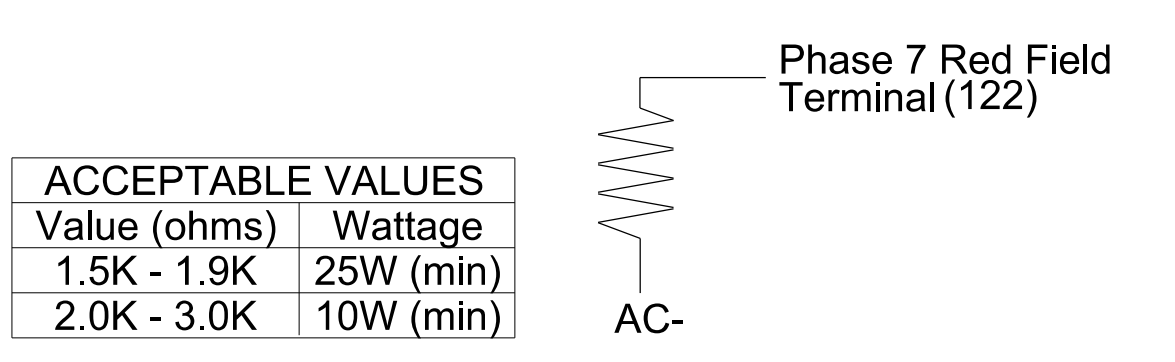 Phase 7 Red Field
Terminal (122)
ACCEPTABLE VALUES
Value (ohms) Wattage
1.5K - 1.9K 25W (min)
2.0K - 3.0K 10W (min)
AC-